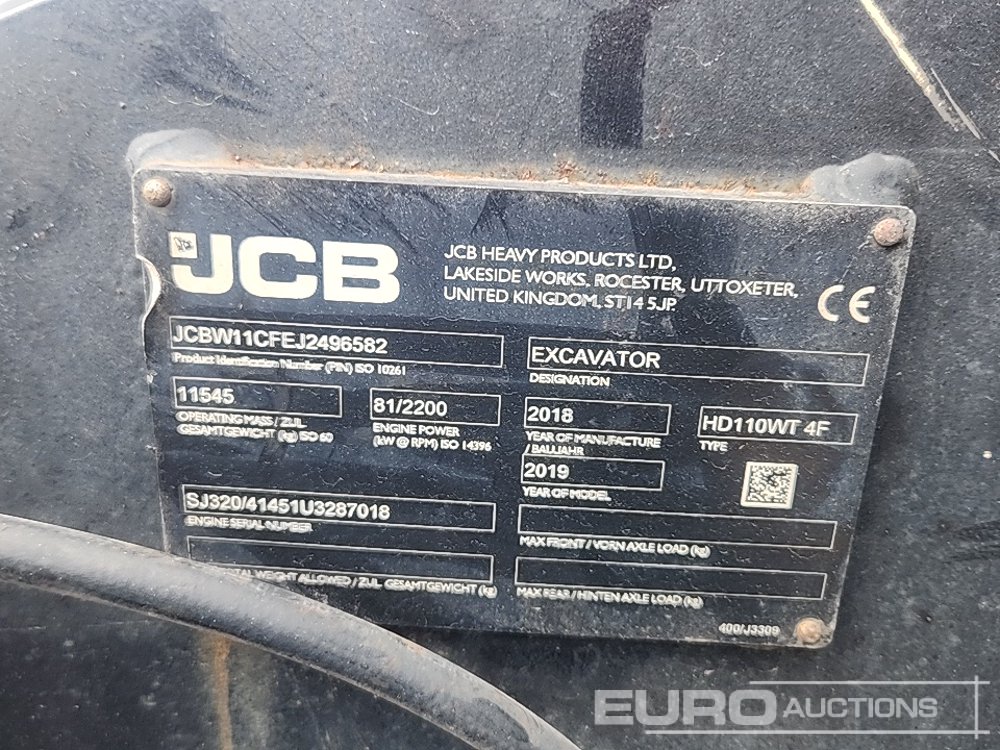 JCB
JCB HEAVY PRODUCTS LTD,
LAKESIDE WORKS, ROCESTER, UTTOXETER,
UNITED KINGDOM, ST14 5JP.
CE
JCBW11CFEJ2496582
Product Identification Number (PIN) ISO 10261
EXCAVATOR
DESIGNATION
11545
OPERATING MASS / ZUL.
GESAMTGEWICHT (kg) ISO 60
81/2200
ENGINE POWER
(kW @ RPM) ISO 14396
2018
YEAR OF MANUFACTURE
/ BAUJAHR
HD110WT 4F
TYPE
2019
YEAR OF MODEL
SJ320/41451U3287018
ENGINE SERIAL NUMBER
MAX FRONT / VORN AXLE LOAD (kg)
WEIGHT ALLOWED / ZUL. GESAMTGEWICHT (kg)
MAX REAR / HINTEN AXLE LOAD (kg)
400/J3309
EURO AUCTIONS